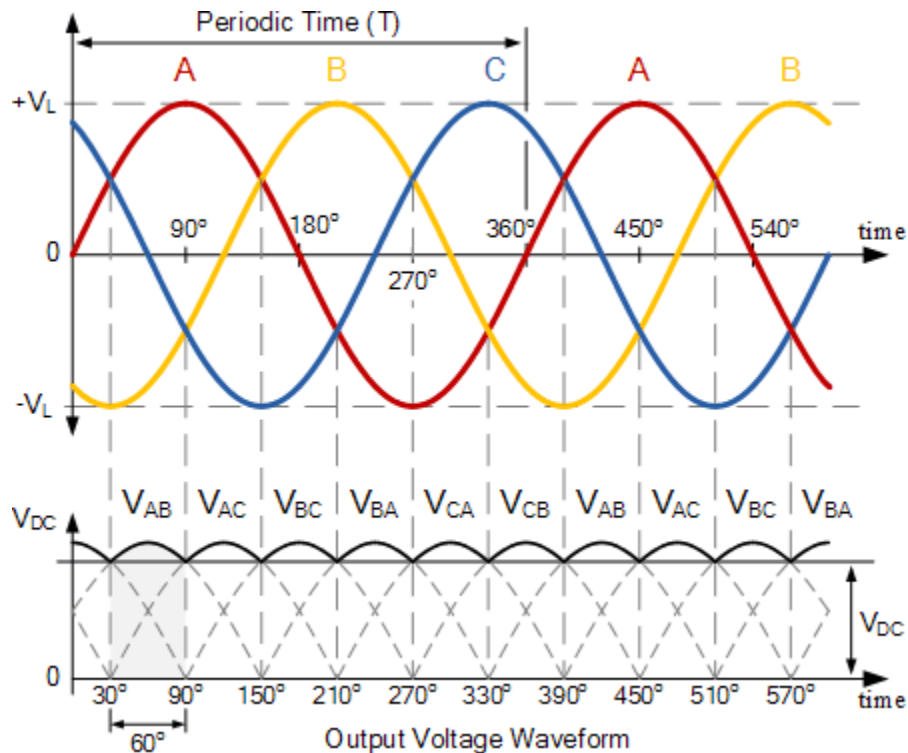 Periodic Time (T)
A B C A B
+VL
90° 180° 360° 450° 540° time
0
270°
-VL
VAB VAC VBC VBA VCA VCB VAB VAC VBC VBA
VDC
VDC
0
30° 90° 150° 210° 270° 330° 390° 450° 510° 570° time
60° Output Voltage Waveform